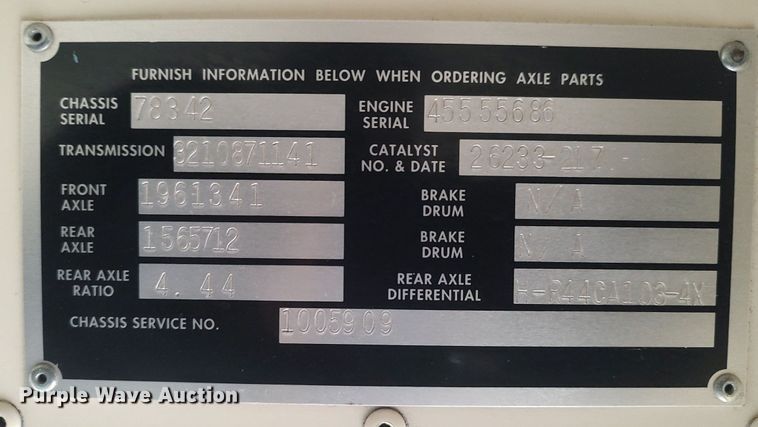 FURNISH INFORMATION BELOW WHEN ORDERING AXLE PARTS
CHASSIS SERIAL 78342
ENGINE SERIAL 45555686
TRANSMISSION 3210871141
CATALYST NO. & DATE 26233-2L7.-
FRONT AXLE 1961341
BRAKE DRUM N/A
REAR AXLE 1565712
BRAKE DRUM N/A
REAR AXLE RATIO 4.44
REAR AXLE DIFFERENTIAL
CHASSIS SERVICE NO. 1005909
Purple Wave Auction